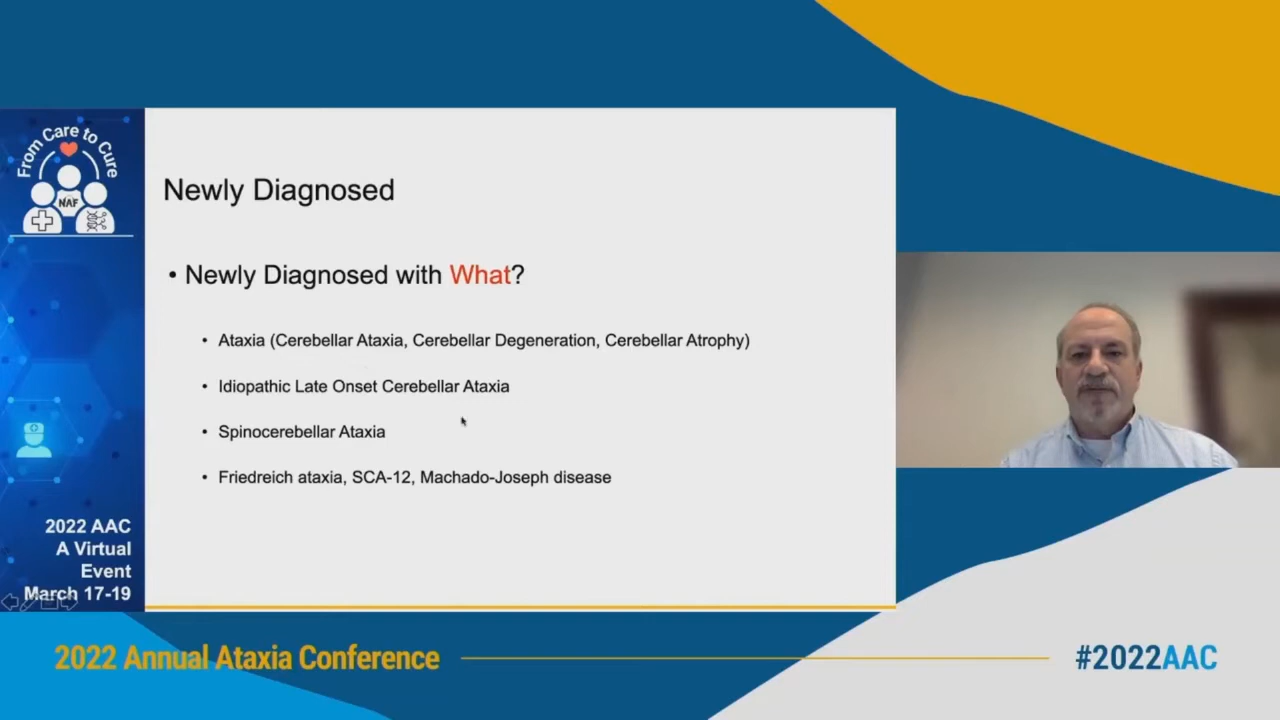 From Care to Cure
NAF
Newly Diagnosed
• Newly Diagnosed with What?
• Ataxia (Cerebellar Ataxia, Cerebellar Degeneration, Cerebellar Atrophy)
• Idiopathic Late Onset Cerebellar Ataxia
• Spinocerebellar Ataxia
• Friedreich ataxia, SCA-12, Machado-Joseph disease
2022 AAC
A Virtual
Event
March 17-19
2022 Annual Ataxia Conference
#2022AAC